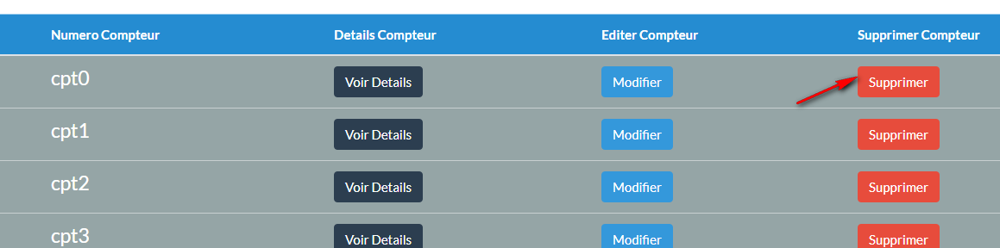 Numero Compteur Details Compteur Editer Compteur Supprimer Compteur
cpt0 Voir Details Modifier Supprimer
cpt1 Voir Details Modifier Supprimer
cpt2 Voir Details Modifier Supprimer
cpt3 Voir Details Modifier Supprimer